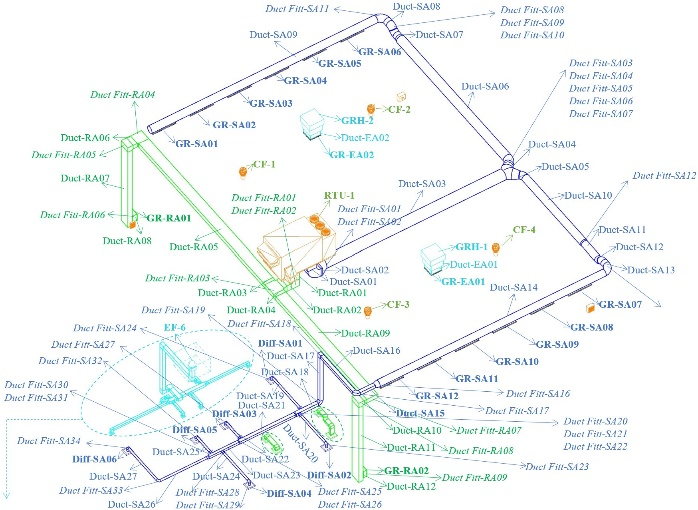 Duct Fitt-SA11
Duct-SA08
Duct Fitt-SA08
Duct Fitt-SA09
Duct Fitt-SA10
Duct-SA09
Duct-SA07
GR-SA06
GR-SA05
GR-SA04
GR-SA03
GR-SA02
GR-SA01
Duct-SA06
Duct Fitt-SA03
Duct Fitt-SA04
Duct Fitt-SA05
Duct Fitt-SA06
Duct Fitt-SA07
Duct Fitt-RA04
Duct-RA06
Duct Fitt-RA05
Duct-RA07
Duct Fitt-RA06
GR-RA01
Duct-RA08
Duct-RA05
GRH-2
Duct-EA02
GR-EA02
CF-2
CF-1
Duct-SA04
Duct-SA05
Duct-SA10
Duct Fitt-SA12
Duct-SA03
Duct Fitt-RA01
Duct Fitt-RA02
RTU-1
Duct Fitt-SA01
Duct Fitt-SA02
Duct-SA11
Duct-SA12
Duct-SA13
GRH-1
Duct-EA01
GR-EA01
CF-4
Duct-SA02
Duct-SA01
Duct Fitt-RA03
Duct-RA03
Duct-RA04
Duct-RA01
Duct-RA02
CF-3
Duct-SA14
GR-SA07
GR-SA08
GR-SA09
GR-SA10
GR-SA11
GR-SA12
Duct Fitt-SA19
Duct Fitt-SA24
EF-6
Duct Fitt-SA27
Duct Fitt-SA32
Duct Fitt-SA18
Duct-RA09
Diff-SA01
Duct-SA17
Duct-SA16
Duct-SA18
Duct Fitt-SA30
Duct Fitt-SA31
Duct-SA19
Duct-SA21
Diff-SA03
Diff-SA05
Duct Fitt-SA16
Duct Fitt-SA17
Duct-SA15
Duct Fitt-SA20
Duct Fitt-SA21
Duct Fitt-SA22
Duct-RA10
Duct Fitt-RA07
Duct-RA11
Duct Fitt-RA08
Duct Fitt-SA23
GR-RA02
Duct Fitt-RA09
Duct-RA12
Duct Fitt-SA34
Diff-SA06
Duct-SA25
Duct-SA22
Duct-SA20
Duct-SA27
Duct-SA24
Duct-SA23
Diff-SA02
Duct Fitt-SA33
Duct Fitt-SA28
Duct Fitt-SA29
Diff-SA04
Duct Fitt-SA25
Duct Fitt-SA26
Duct-SA26